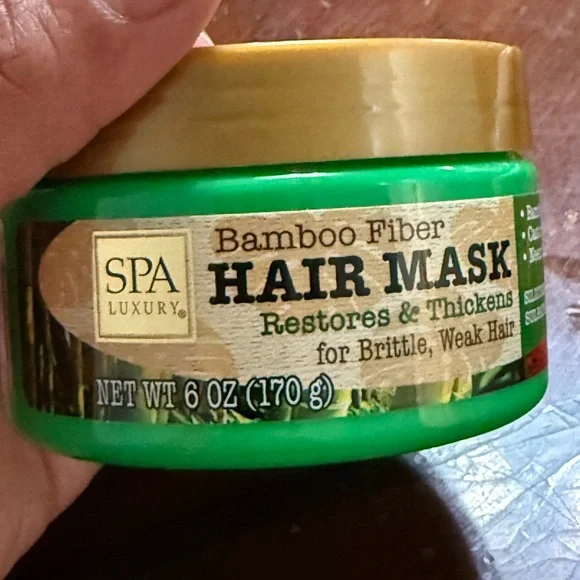 SPA
LUXURY®
Bamboo Fiber
HAIR MASK
Restores & Thickens
for Brittle, Weak Hair
NET WT 6 OZ (170 g)